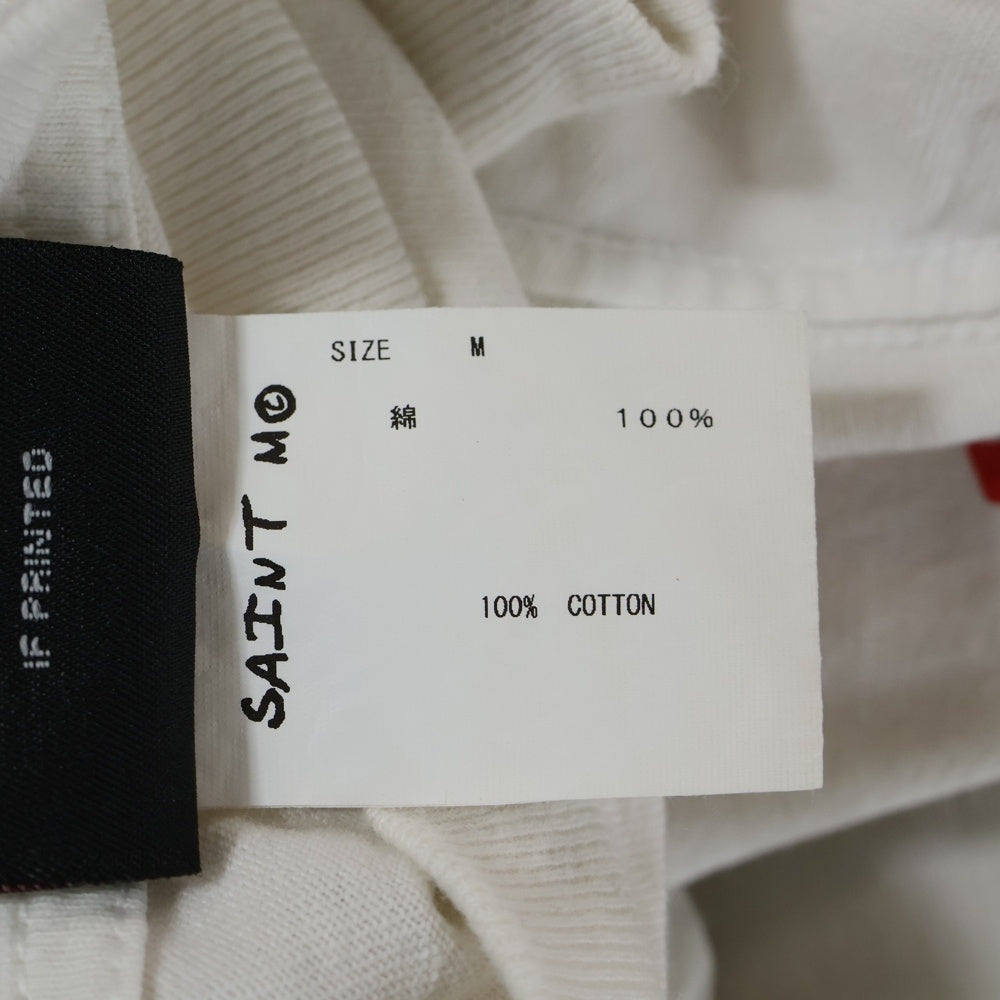 SIZE M
綿 100%
100% COTTON
SAINT M
IF PRINTED